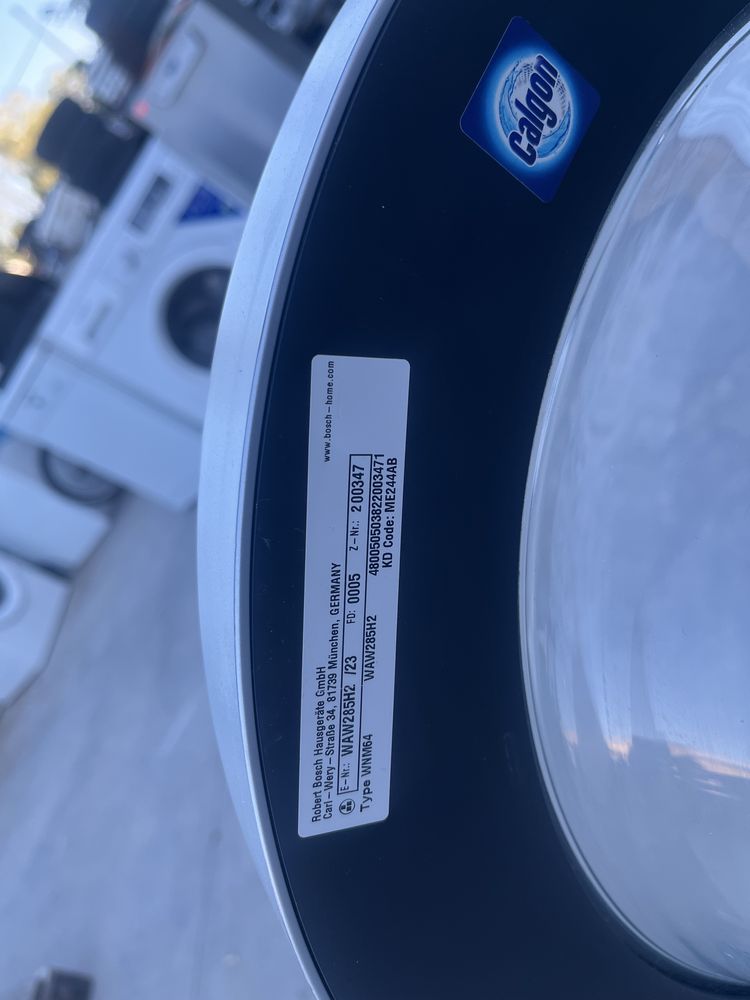 Calgon
www.bosch-home.com
Robert Bosch Hausgeräte GmbH
Carl-Wery-Straße 34, 81739 München, GERMANY
E-Nr.: WAW285H2 /23 FD: 0005 Z-Nr.: 200347
Type WNM64 WAW285H2 480050503822003471
KD Code: ME244AB